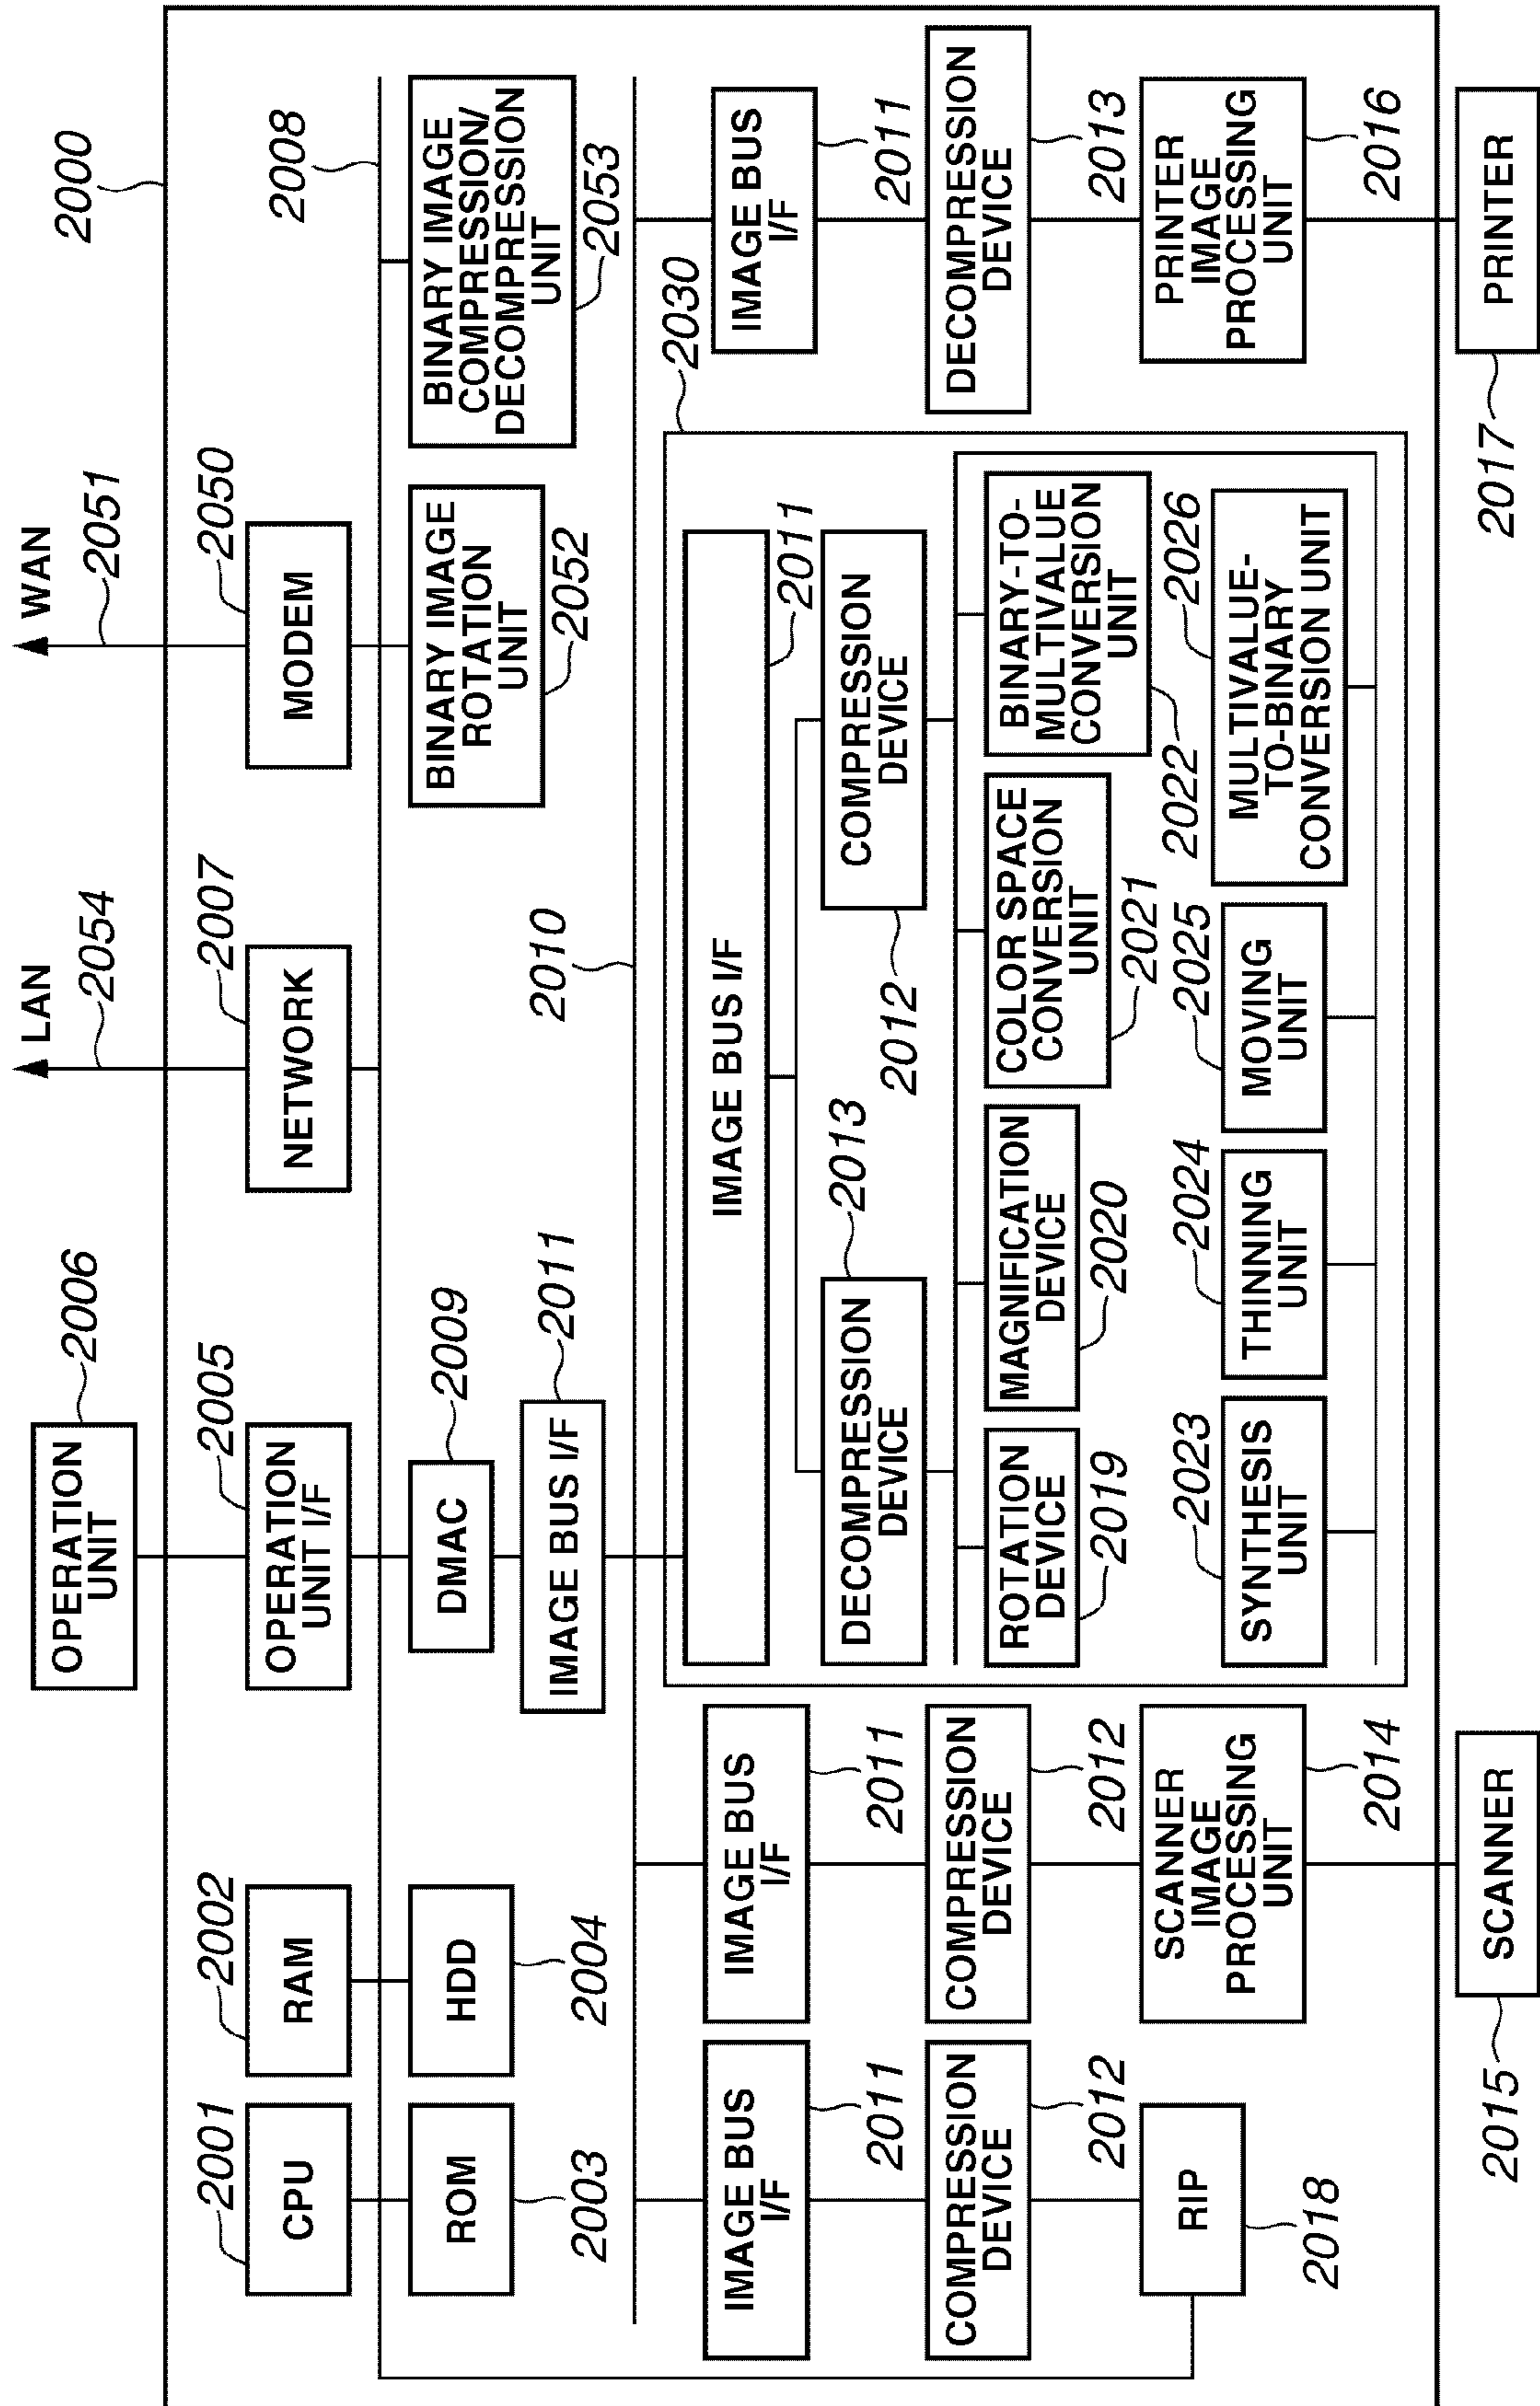 2000
WAN
2051
LAN
2054
OPERATION
UNIT
2006
2001
CPU
2002
RAM
2005
OPERATION
UNIT I/F
2007
NETWORK
2050
MODEM
2008
ROM
2003
HDD
2004
DMAC
2009
IMAGE BUS I/F
2011
BINARY IMAGE
ROTATION
UNIT
2052
BINARY IMAGE
COMPRESSION/
DECOMPRESSION
UNIT
2053
2010
2030
IMAGE BUS
I/F
2011
COMPRESSION
DEVICE
2012
RIP
2018
IMAGE BUS
I/F
2011
COMPRESSION
DEVICE
2012
SCANNER
IMAGE
PROCESSING
UNIT
2014
SCANNER
2015
IMAGE BUS I/F
2011
DECOMPRESSION
DEVICE
2013
COMPRESSION
DEVICE
2012
ROTATION
DEVICE
2019
MAGNIFICATION
DEVICE
2020
COLOR SPACE
CONVERSION
UNIT
2021
BINARY-TO-
MULTIVALUE
CONVERSION
UNIT
2022
2023
SYNTHESIS
UNIT
2024
THINNING
UNIT
2025
MOVING
UNIT
2026
MULTIVALUE-
TO-BINARY
CONVERSION UNIT
IMAGE BUS
I/F
2011
DECOMPRESSION
DEVICE
2013
PRINTER
IMAGE
PROCESSING
UNIT
2016
PRINTER
2017